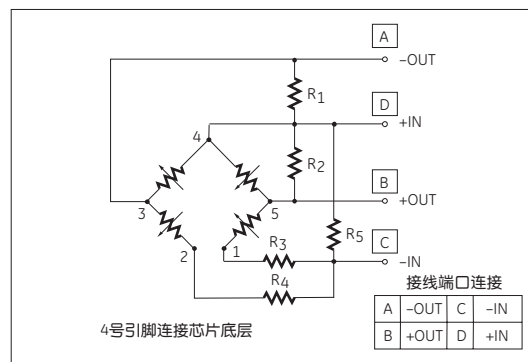 A
−OUT
R1
D
+IN
4
R2
B
3
5
+OUT
R5
R3
C
2
1
−IN
R4
接线端口连接
A −OUT C −IN
B +OUT D +IN
4号引脚连接芯片底层